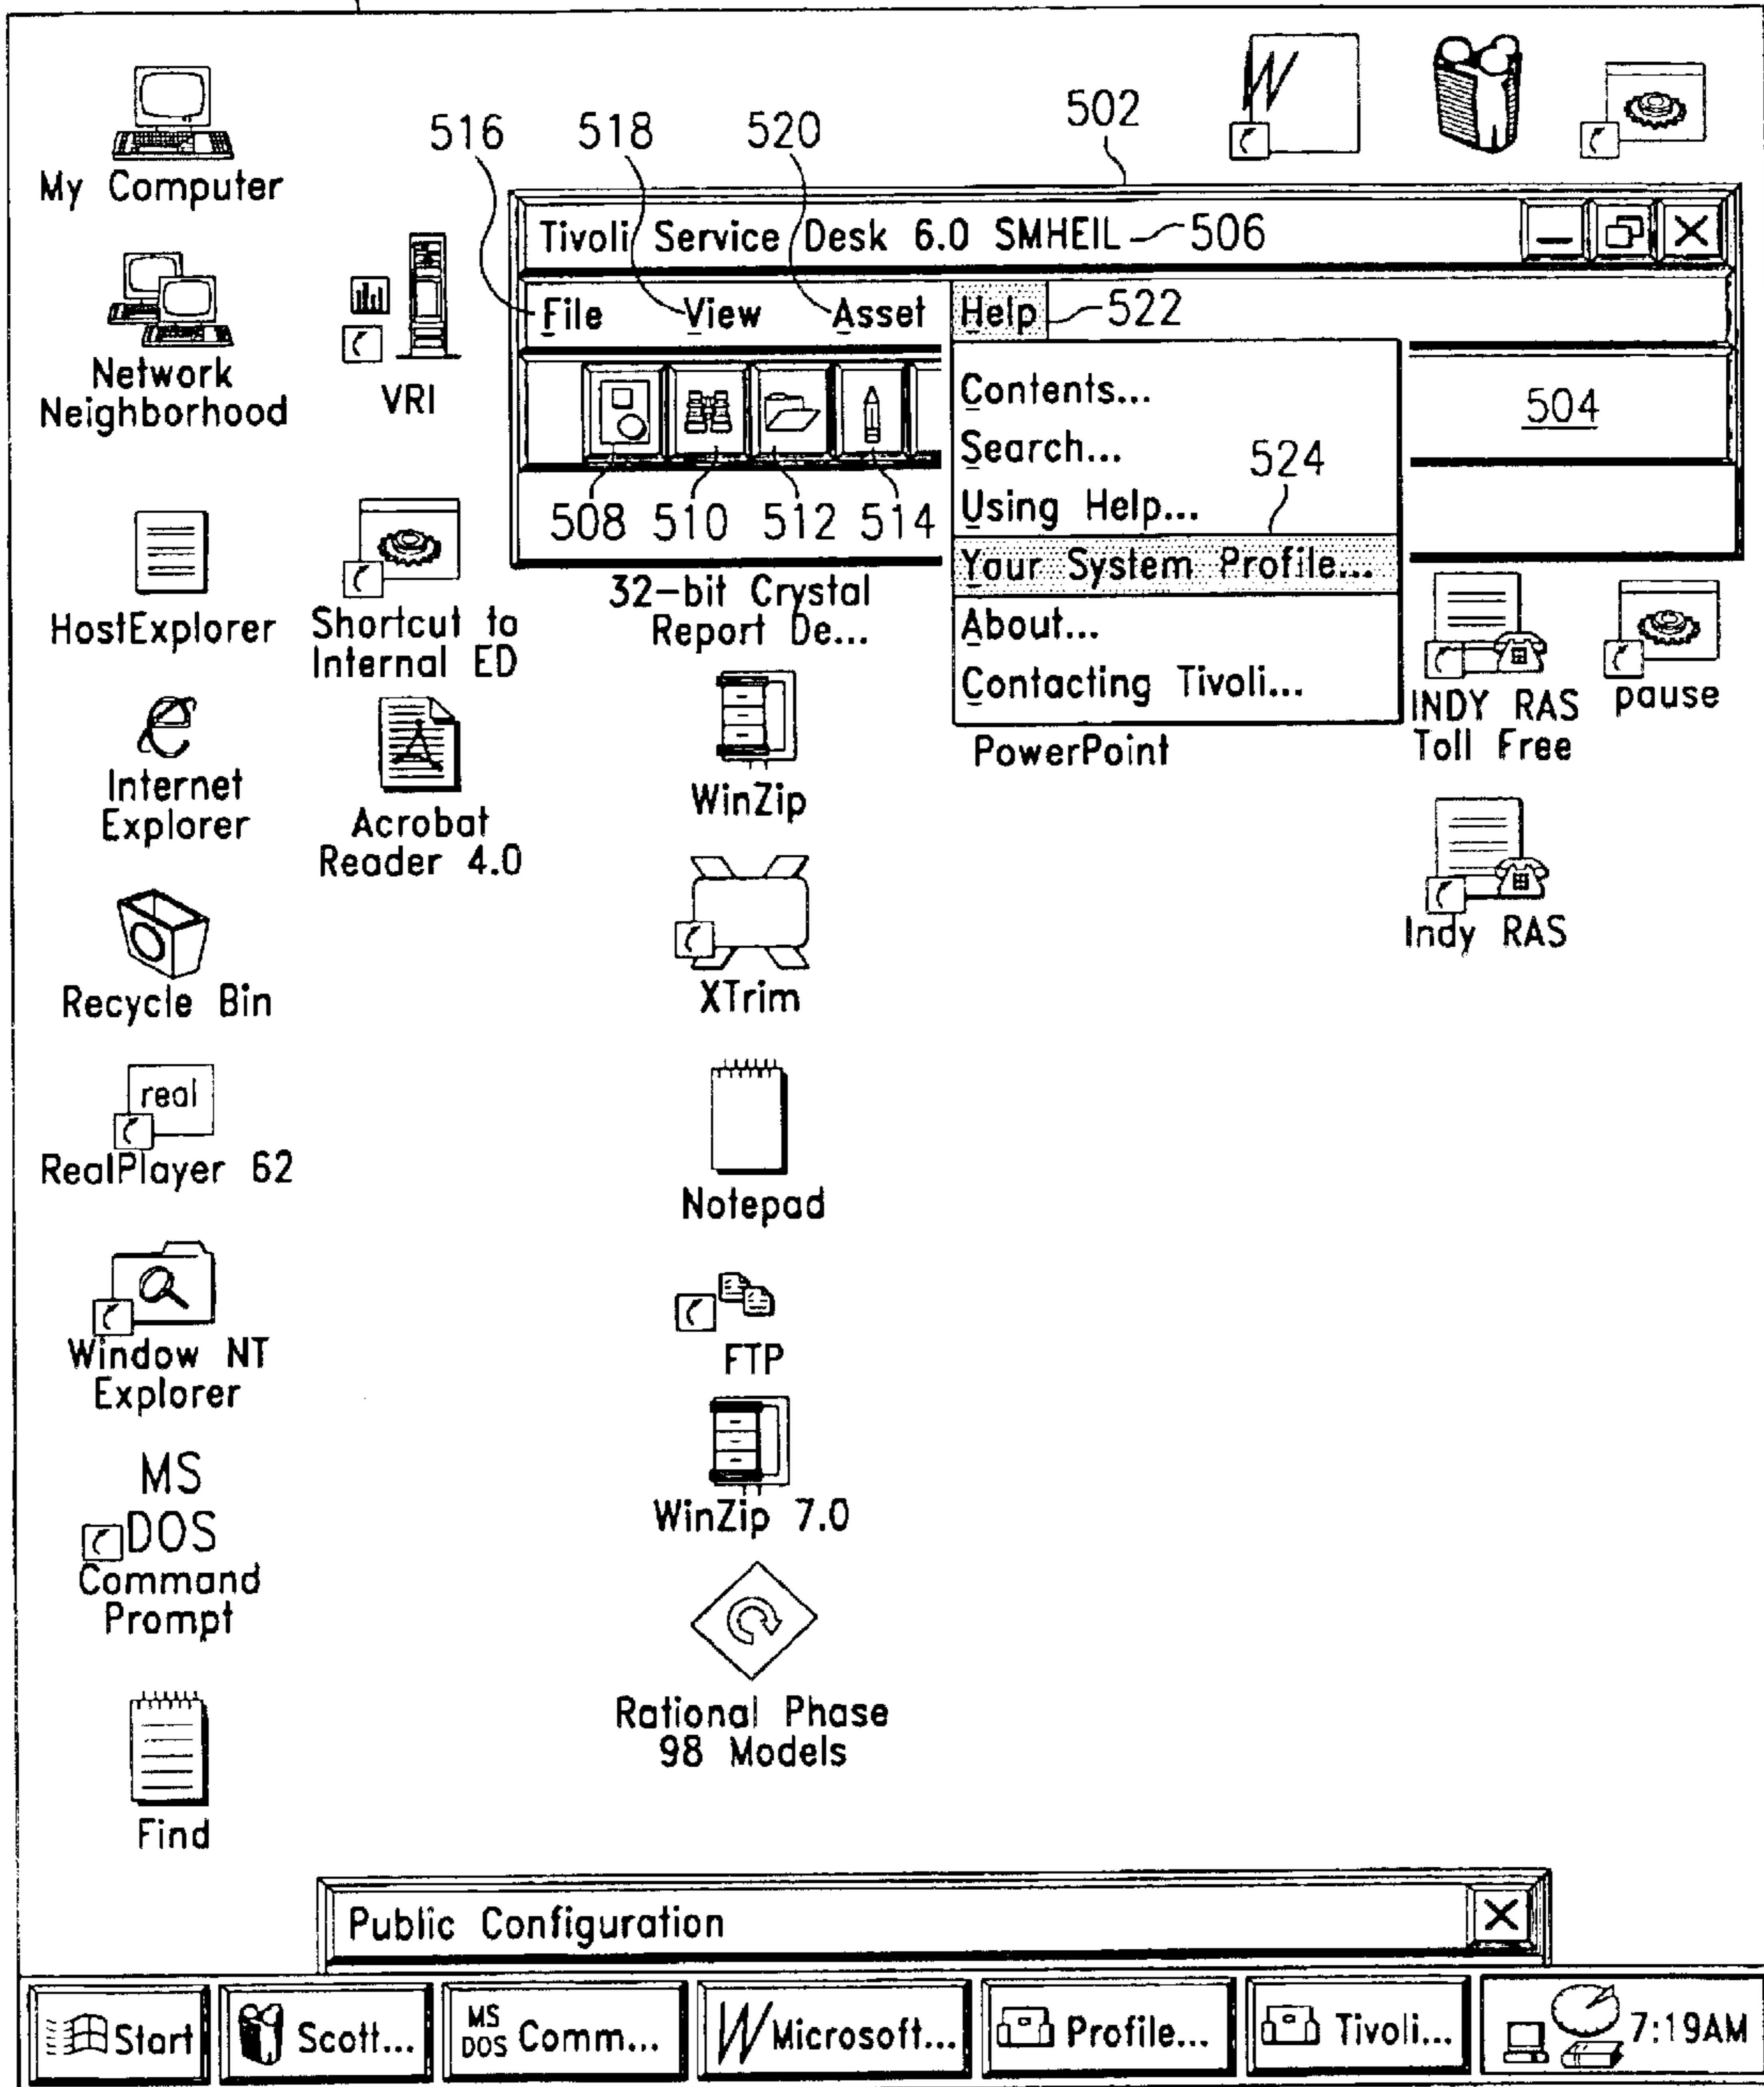 516
518
520
502
My Computer
Tivoli Service Desk 6.0 SMHEIL
506
File View Asset Help
522
Network
Neighborhood
VRI
Contents...
Search...
Using Help...
Your System Profile...
About...
Contacting Tivoli...
504
524
508 510 512 514
HostExplorer
Shortcut to
Internal ED
32-bit Crystal
Report De...
INDY RAS
Toll Free
pause
PowerPoint
Internet
Explorer
Acrobat
Reader 4.0
WinZip
Indy RAS
Recycle Bin
XTrim
real
RealPlayer 62
Notepad
Window NT
Explorer
FTP
MS
DOS
Command
Prompt
WinZip 7.0
Rational Phase
98 Models
Find
Public Configuration
Start
Scott...
MS
DOS Comm...
W Microsoft...
Profile...
Tivoli...
7:19AM